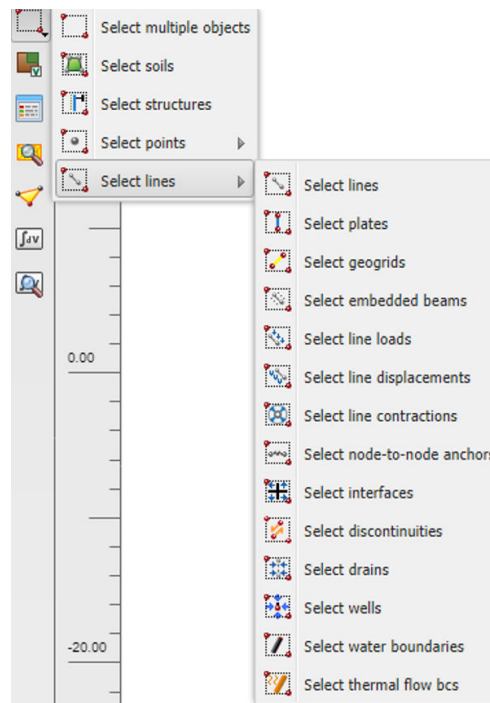 Select multiple objects
Select soils
Select structures
Select points
Select lines
Select lines
Select plates
Select geogrids
Select embedded beams
Select line loads
Select line displacements
Select line contractions
Select node-to-node anchors
Select interfaces
Select discontinuities
Select drains
Select wells
Select water boundaries
Select thermal flow bcs
∫dV
0.00
-20.00